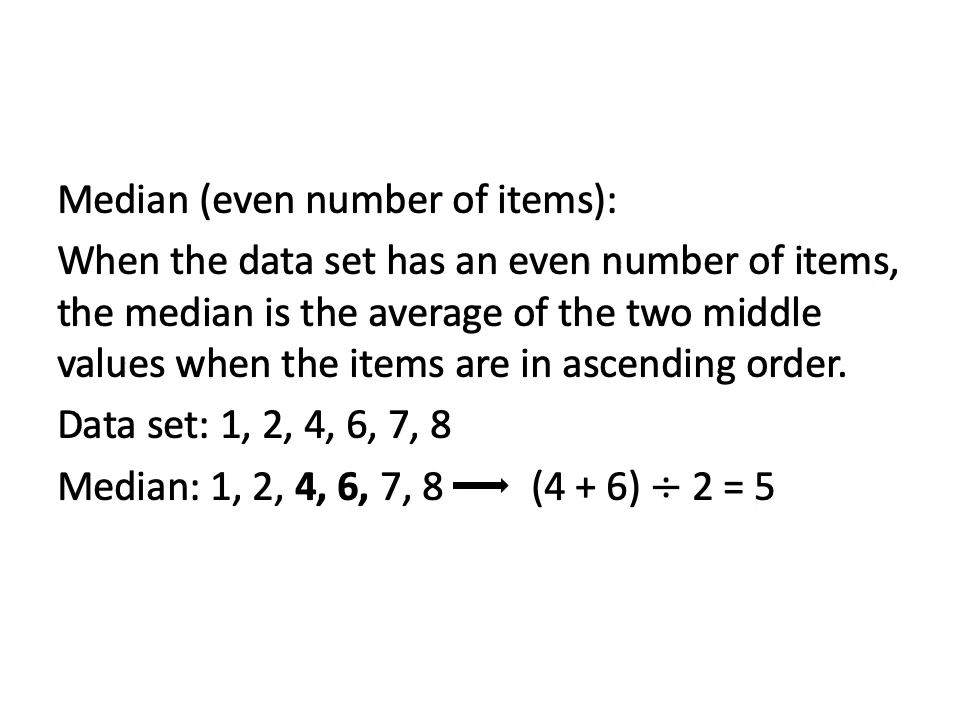 Median (even number of items):
When the data set has an even number of items,
the median is the average of the two middle
values when the items are in ascending order.
Data set: 1, 2, 4, 6, 7, 8
Median: 1, 2, 4, 6, 7, 8 ⟶ (4 + 6) ÷ 2 = 5